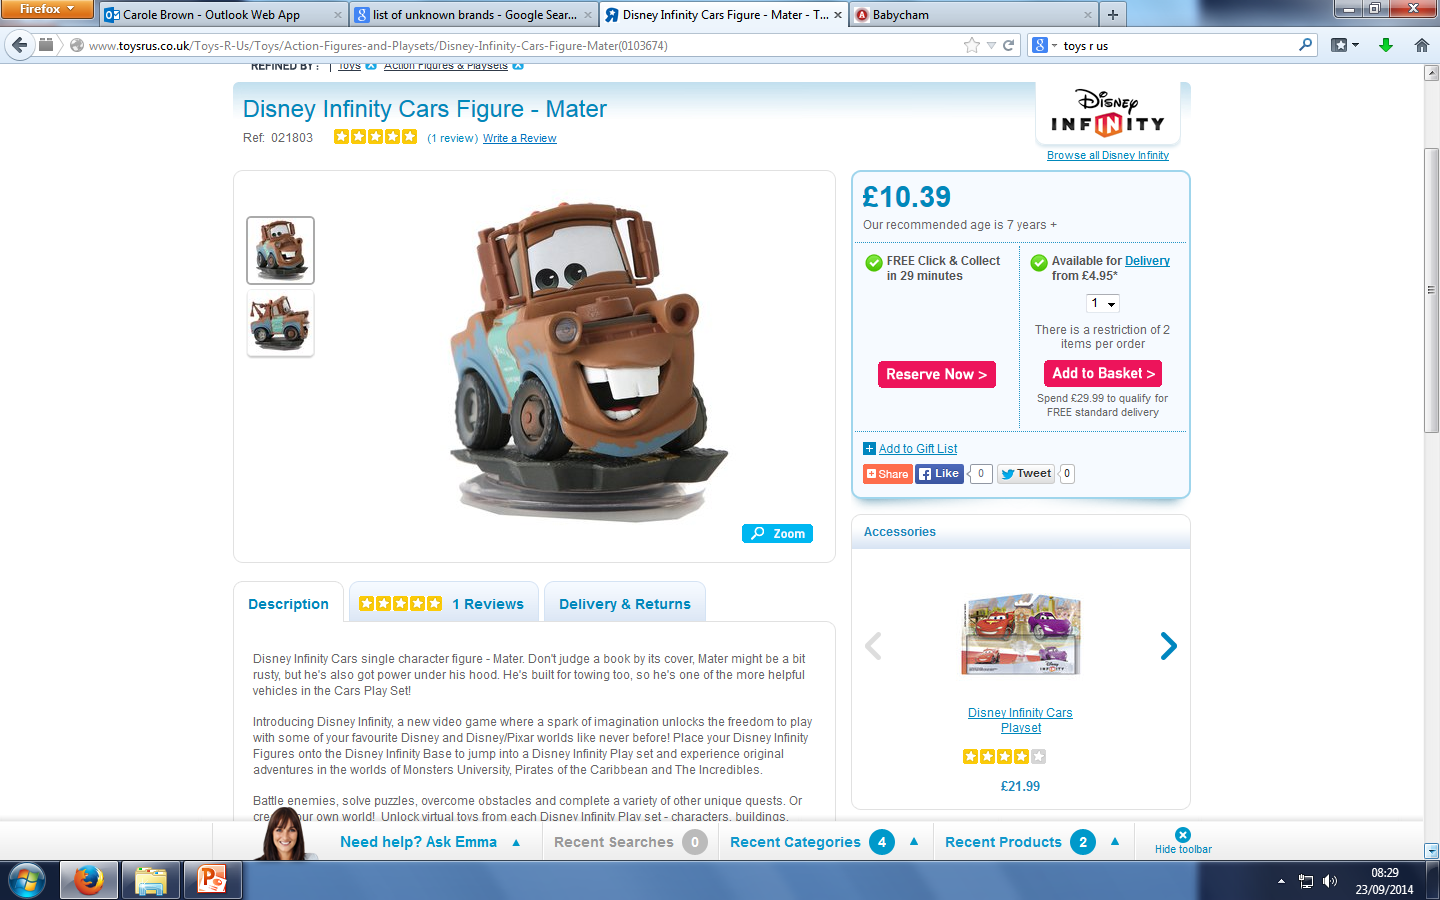 Firefox
Carole Brown - Outlook Web App
list of unknown brands - Google Sear...
Disney Infinity Cars Figure - Mater - T...
Babycham
www.toysrus.co.uk/Toys-R-Us/Toys/Action-Figures-and-Playsets/Disney-Infinity-Cars-Figure-Mater(0103674)
toys r us
REFINED BY : | Toys Action Figures & Playsets
Disney Infinity Cars Figure - Mater
Ref: 021803 (1 review) Write a Review
Disney
INFINITY
Browse all Disney Infinity
£10.39
Our recommended age is 7 years +
FREE Click & Collect
in 29 minutes
Reserve Now >
Available for Delivery
from £4.95*
1
There is a restriction of 2
items per order
Add to Basket >
Spend £29.99 to qualify for
FREE standard delivery
Add to Gift List
Share Like 0 Tweet 0
Zoom
Accessories
Disney Infinity Cars
Playset
£21.99
Description
1 Reviews
Delivery & Returns
Disney Infinity Cars single character figure - Mater. Don't judge a book by its cover, Mater might be a bit
rusty, but he's also got power under his hood. He's built for towing too, so he's one of the more helpful
vehicles in the Cars Play Set!
Introducing Disney Infinity, a new video game where a spark of imagination unlocks the freedom to play
with some of your favourite Disney and Disney/Pixar worlds like never before! Place your Disney Infinity
Figures onto the Disney Infinity Base to jump into a Disney Infinity Play set and experience original
adventures in the worlds of Monsters University, Pirates of the Caribbean and The Incredibles.
Battle enemies, solve puzzles, overcome obstacles and complete a variety of other unique quests. Or
your own world! Unlock virtual toys from each Disney Infinity Play set - characters, buildings,
Need help? Ask Emma
Recent Searches 0
Recent Categories 4
Recent Products 2
Hide toolbar
08:29
23/09/2014